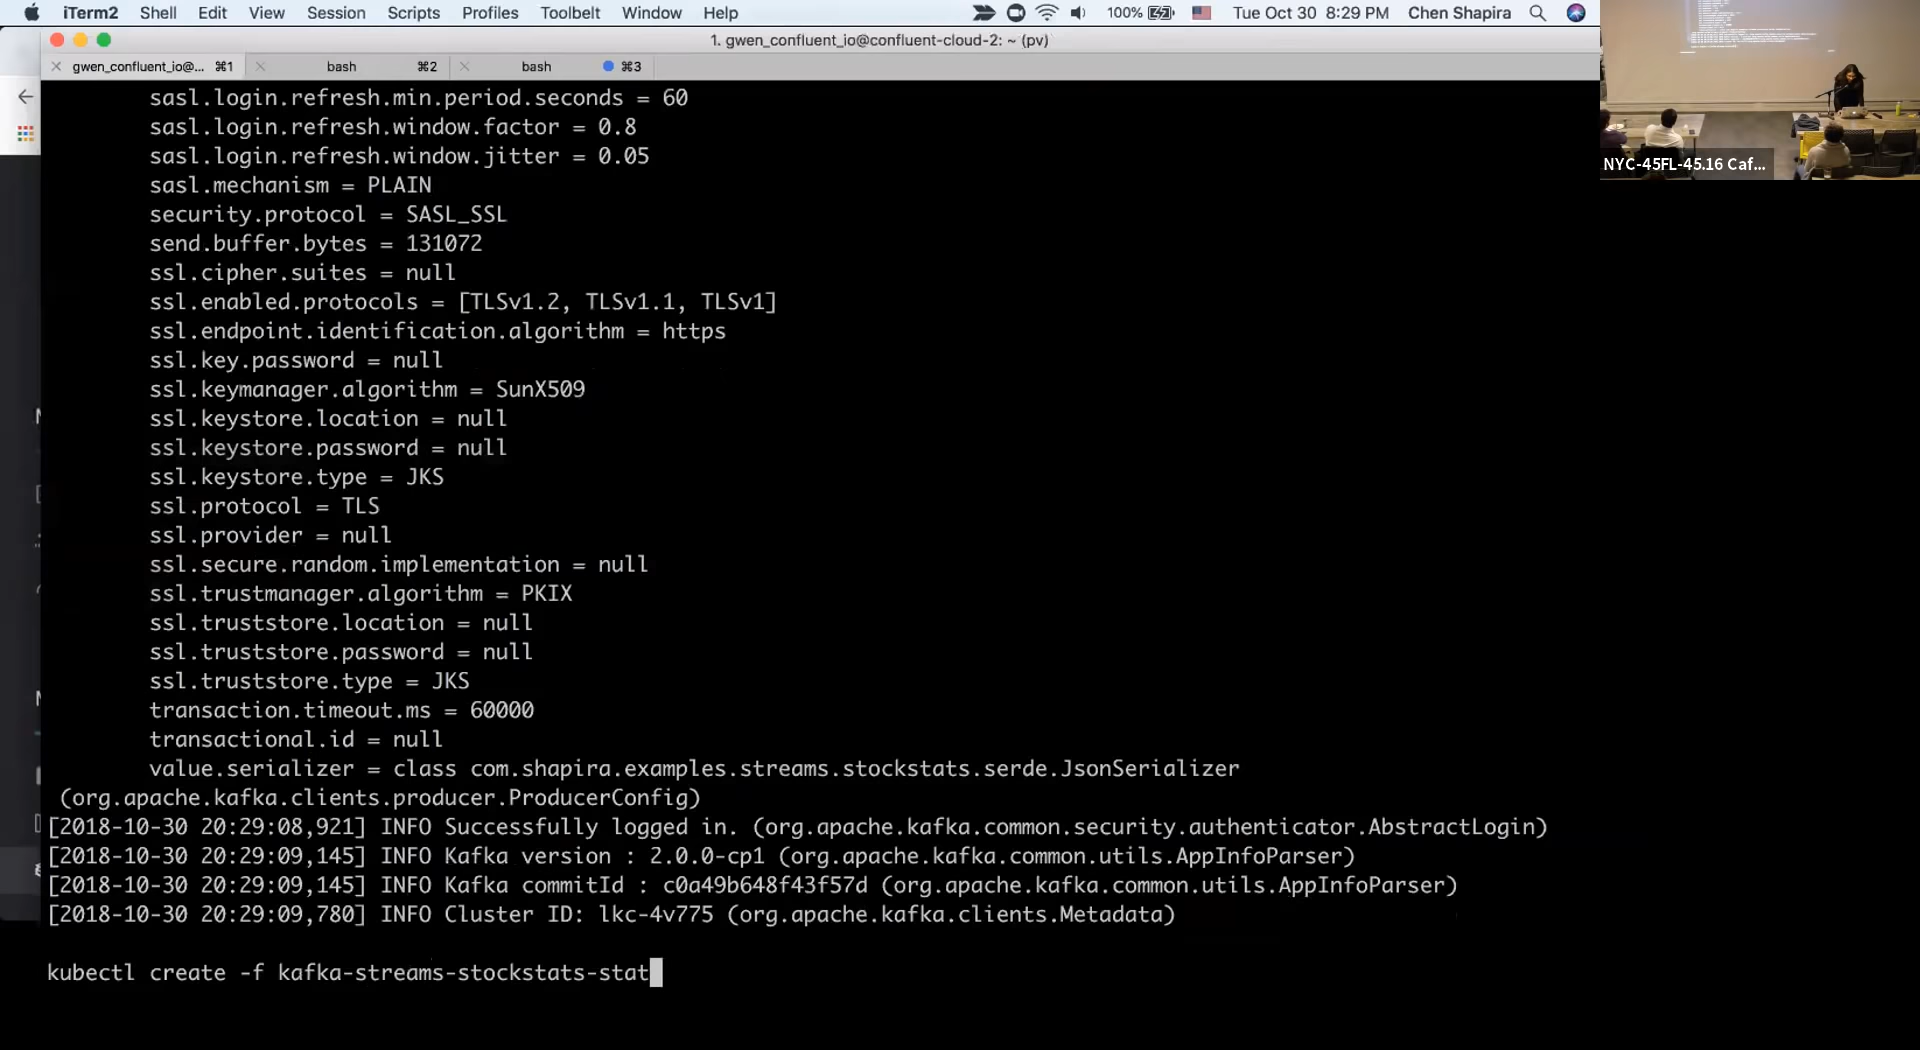 iTerm2 Shell Edit View Session Scripts Profiles Toolbelt Window Help 100% Tue Oct 30 8:29 PM Chen Shapira
1. gwen_confluent_io@confluent-cloud-2: ~ (pv)
gwen_confluent_io@... ⌘1 bash ⌘2 bash ⌘3
sasl.login.refresh.min.period.seconds = 60
sasl.login.refresh.window.factor = 0.8
sasl.login.refresh.window.jitter = 0.05
sasl.mechanism = PLAIN
security.protocol = SASL_SSL
send.buffer.bytes = 131072
ssl.cipher.suites = null
ssl.enabled.protocols = [TLSv1.2, TLSv1.1, TLSv1]
ssl.endpoint.identification.algorithm = https
ssl.key.password = null
ssl.keymanager.algorithm = SunX509
ssl.keystore.location = null
ssl.keystore.password = null
ssl.keystore.type = JKS
ssl.protocol = TLS
ssl.provider = null
ssl.secure.random.implementation = null
ssl.trustmanager.algorithm = PKIX
ssl.truststore.location = null
ssl.truststore.password = null
ssl.truststore.type = JKS
transaction.timeout.ms = 60000
transactional.id = null
value.serializer = class com.shapira.examples.streams.stockstats.serde.JsonSerializer
(org.apache.kafka.clients.producer.ProducerConfig)
[2018-10-30 20:29:08,921] INFO Successfully logged in. (org.apache.kafka.common.security.authenticator.AbstractLogin)
[2018-10-30 20:29:09,145] INFO Kafka version : 2.0.0-cp1 (org.apache.kafka.common.utils.AppInfoParser)
[2018-10-30 20:29:09,145] INFO Kafka commitId : c0a49b648f43f57d (org.apache.kafka.common.utils.AppInfoParser)
[2018-10-30 20:29:09,780] INFO Cluster ID: lkc-4v775 (org.apache.kafka.clients.Metadata)
kubectl create -f kafka-streams-stockstats-stat
NYC-45FL-45.16 Caf...